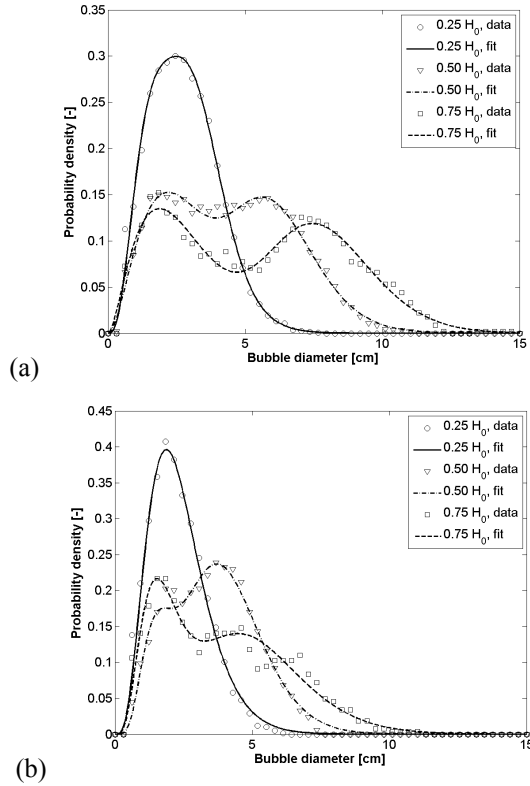 0.35
0.3
0.25
0.2
0.15
0.1
0.05
0
0
5
10
15
Probability density [-]
Bubble diameter [cm]
0.25 H0, data
0.25 H0, fit
0.50 H0, data
0.50 H0, fit
0.75 H0, data
0.75 H0, fit
(a)
0.45
0.4
0.35
0.3
0.25
0.2
0.15
0.1
0.05
0
0
5
10
15
Probability density [-]
Bubble diameter [cm]
0.25 H0, data
0.25 H0, fit
0.50 H0, data
0.50 H0, fit
0.75 H0, data
0.75 H0, fit
(b)